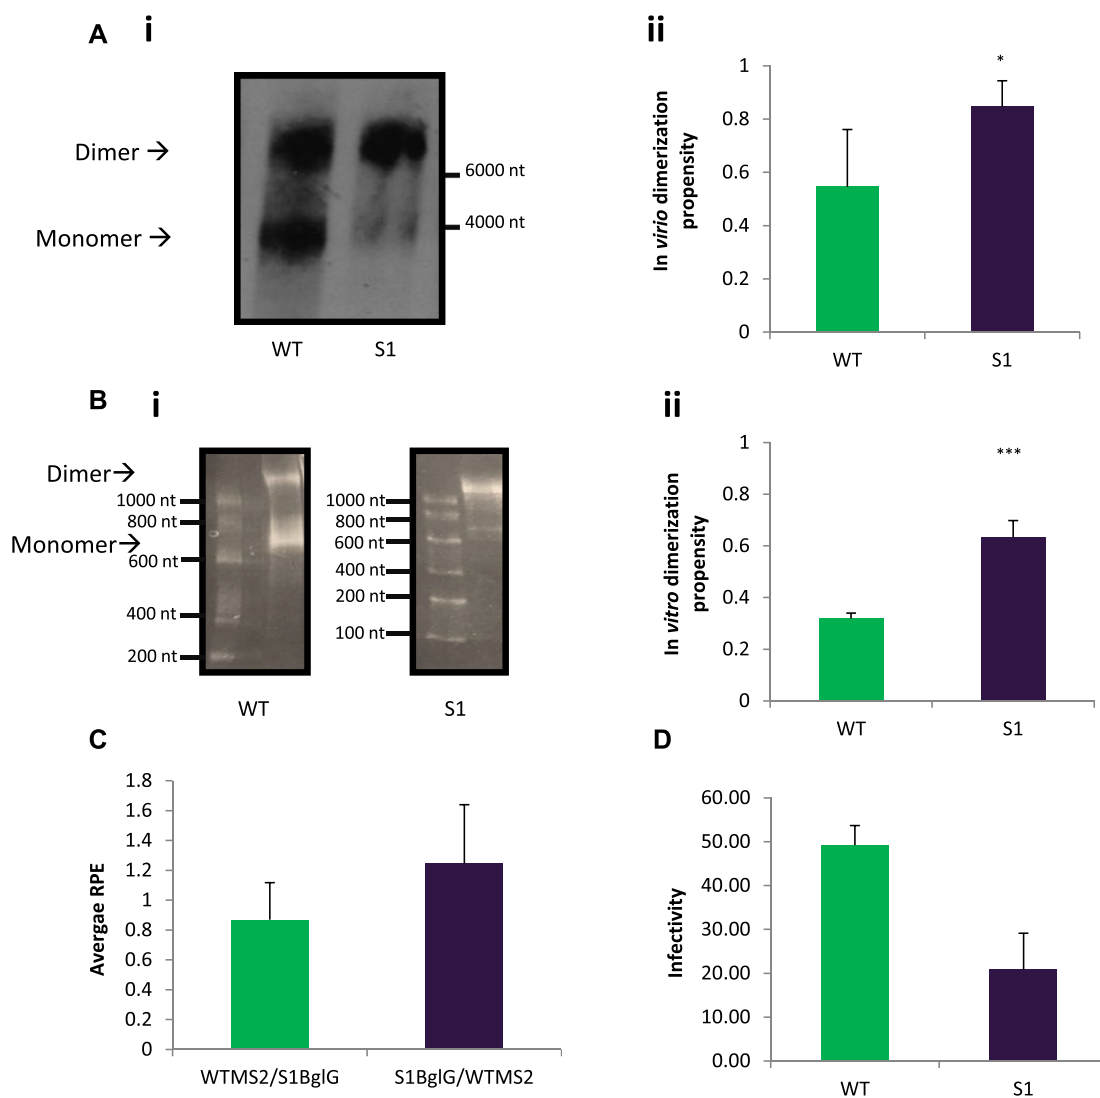 A i
Dimer →
Monomer →
6000 nt
4000 nt
WT S1
ii
In virio dimerization
propensity
1
0.8
0.6
0.4
0.2
0
*
WT S1
B i
Dimer→
Monomer→
1000 nt
800 nt
600 nt
400 nt
200 nt
WT
1000 nt
800 nt
600 nt
400 nt
200 nt
100 nt
S1
ii
In vitro dimerization
propensity
1
0.8
0.6
0.4
0.2
0
***
WT S1
C
Avergae RPE
1.8
1.6
1.4
1.2
1
0.8
0.6
0.4
0.2
0
WTMS2/S1BglG S1BglG/WTMS2
D
Infectivity
60.00
50.00
40.00
30.00
20.00
10.00
0.00
WT S1